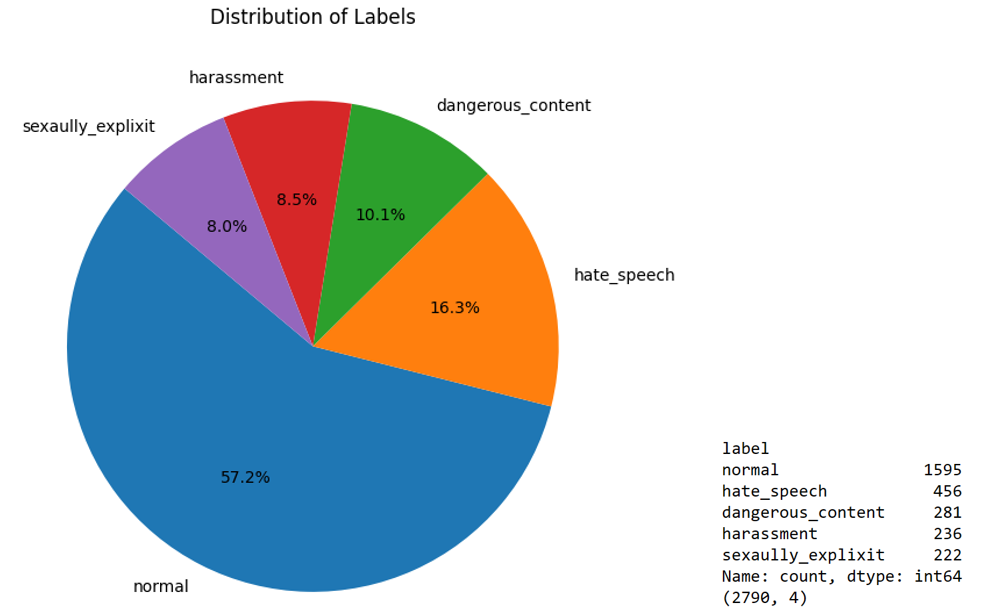 Distribution of Labels
harassment
dangerous_content
sexaully_explixit
8.5%
10.1%
8.0%
hate_speech
16.3%
57.2%
normal
label
normal 1595
hate_speech 456
dangerous_content 281
harassment 236
sexaully_explixit 222
Name: count, dtype: int64
(2790, 4)